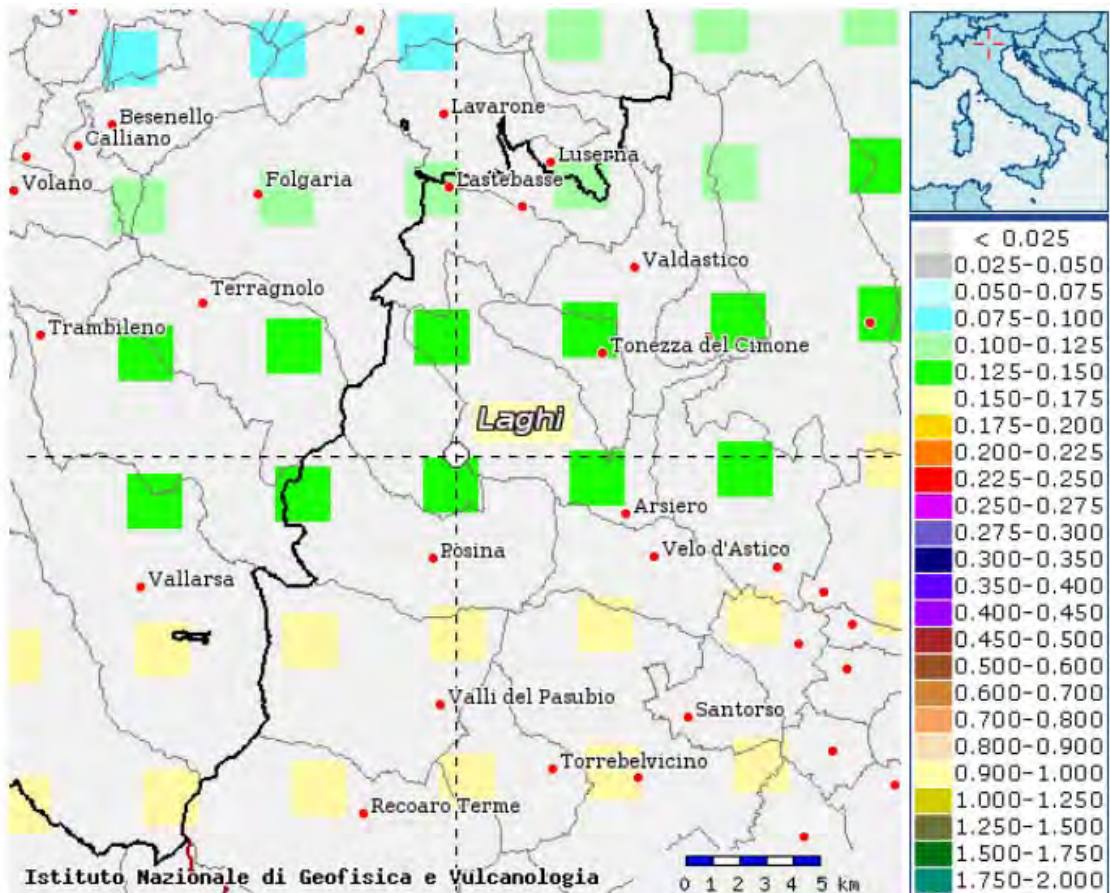 Lavarone
Besenello
Calliano
Luserna
Volano
Folgaria
Lastebasse
Valdastico
Terragnolo
Trambileno
Tonezza del Cimone
Laghi
Arsiero
Posina
Velo d'Astico
Vallarsa
Valli del Pasubio
Santorso
Torrebelvicino
Recoaro Terme
Istituto Nazionale di Geofisica e Vulcanologia
0 1 2 3 4 5 km
< 0.025
0.025-0.050
0.050-0.075
0.075-0.100
0.100-0.125
0.125-0.150
0.150-0.175
0.175-0.200
0.200-0.225
0.225-0.250
0.250-0.275
0.275-0.300
0.300-0.350
0.350-0.400
0.400-0.450
0.450-0.500
0.500-0.600
0.600-0.700
0.700-0.800
0.800-0.900
0.900-1.000
1.000-1.250
1.250-1.500
1.500-1.750
1.750-2.000